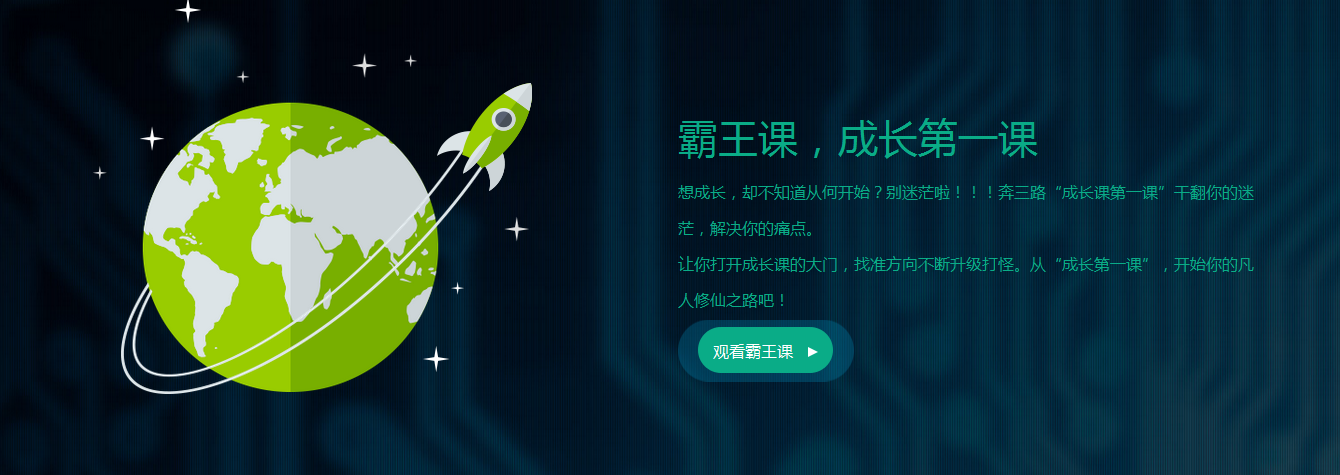 霸王课，成长第一课
想成长，却不知道从何开始？别迷茫啦！！！奔三路“成长课第一课”干翻你的迷
茫，解决你的痛点。
让你打开成长课的大门，找准方向不断升级打怪。从“成长第一课”，开始你的凡
人修仙之路吧！
观看霸王课 ▶